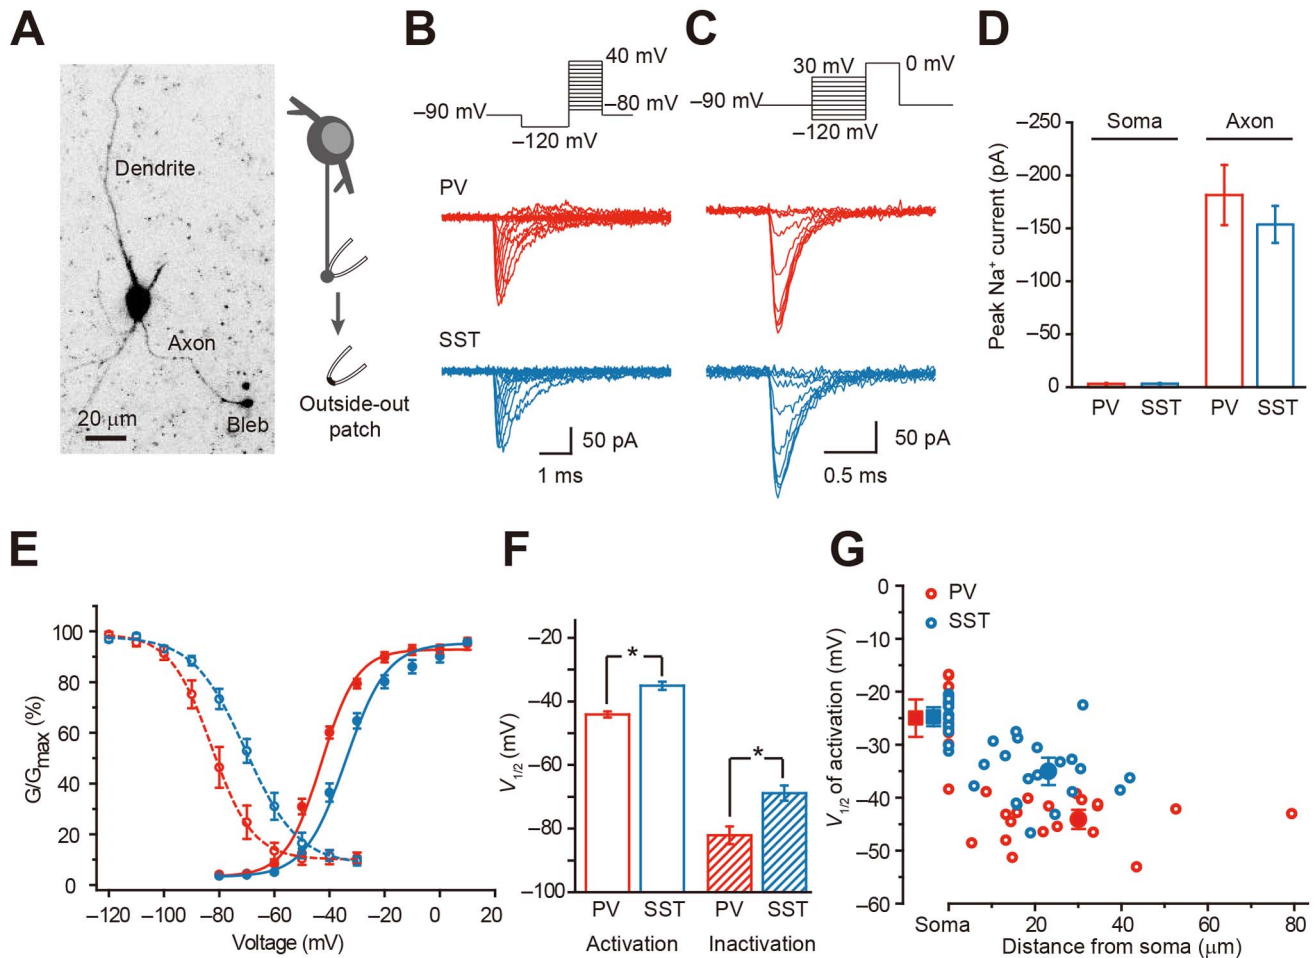 A
Dendrite
Axon
20 μm
Bleb
Outside-out
patch
B
40 mV
–90 mV
–80 mV
–120 mV
PV
SST
50 pA
1 ms
C
30 mV
0 mV
–90 mV
–120 mV
50 pA
0.5 ms
D
Soma
Axon
Peak Na⁺ current (pA)
–250
–200
–150
–100
–50
0
PV SST PV SST
E
G/Gmax (%)
100
80
60
40
20
0
–120 –100 –80 –60 –40 –20 0 20
Voltage (mV)
F
V1/2 (mV)
–20
–40
–60
–80
–100
*
*
PV SST PV SST
Activation Inactivation
G
V1/2 of activation (mV)
0
–10
–20
–30
–40
–50
–60
PV
SST
Soma 20 40 60 80
Distance from soma (μm)